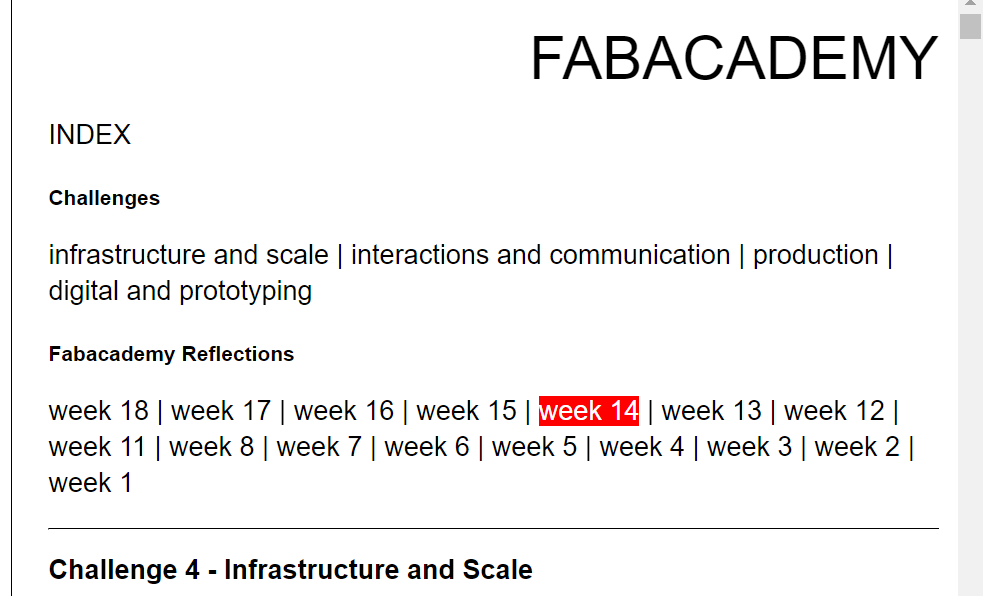 FABACADEMY
INDEX
Challenges
infrastructure and scale | interactions and communication | production |
digital and prototyping
Fabacademy Reflections
week 18 | week 17 | week 16 | week 15 | week 14 | week 13 | week 12 |
week 11 | week 8 | week 7 | week 6 | week 5 | week 4 | week 3 | week 2 |
week 1
Challenge 4 - Infrastructure and Scale